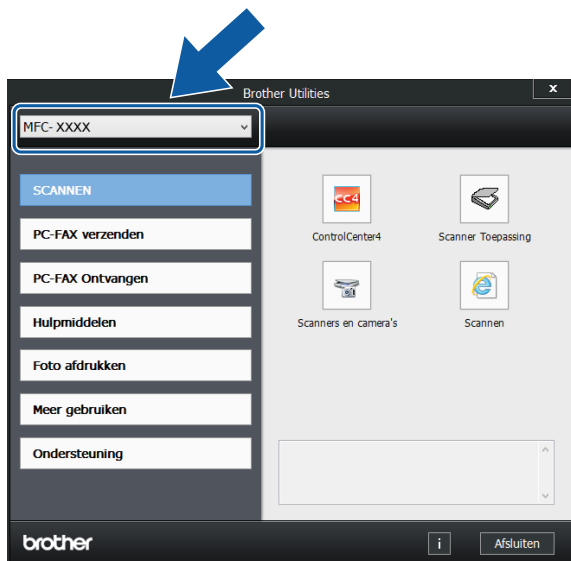 Brother Utilities
x
MFC- XXXX
SCANNEN
PC-FAX verzenden
PC-FAX Ontvangen
Hulpmiddelen
Foto afdrukken
Meer gebruiken
Ondersteuning
CC4
ControlCenter4
Scanner Toepassing
Scanners en camera's
Scannen
brother
i
Afsluiten